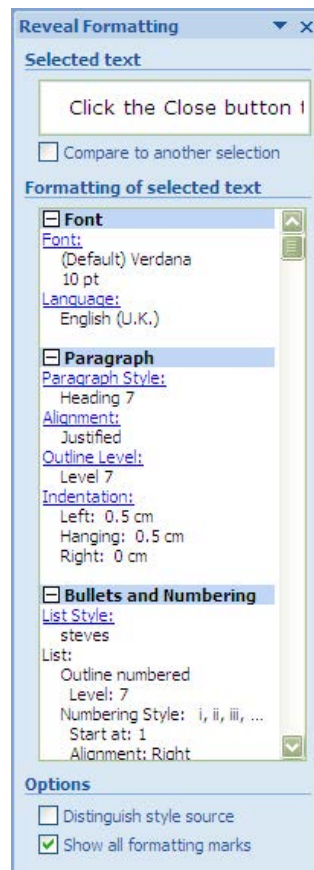 Reveal Formatting
Selected text
Click the Close button t
Compare to another selection
Formatting of selected text
Font
Font:
(Default) Verdana
10 pt
Language:
English (U.K.)
Paragraph
Paragraph Style:
Heading 7
Alignment:
Justified
Outline Level:
Level 7
Indentation:
Left: 0.5 cm
Hanging: 0.5 cm
Right: 0 cm
Bullets and Numbering
List Style:
steves
List:
Outline numbered
Level: 7
Numbering Style: i, ii, iii, ...
Start at: 1
Alignment: Right
Options
Distinguish style source
Show all formatting marks